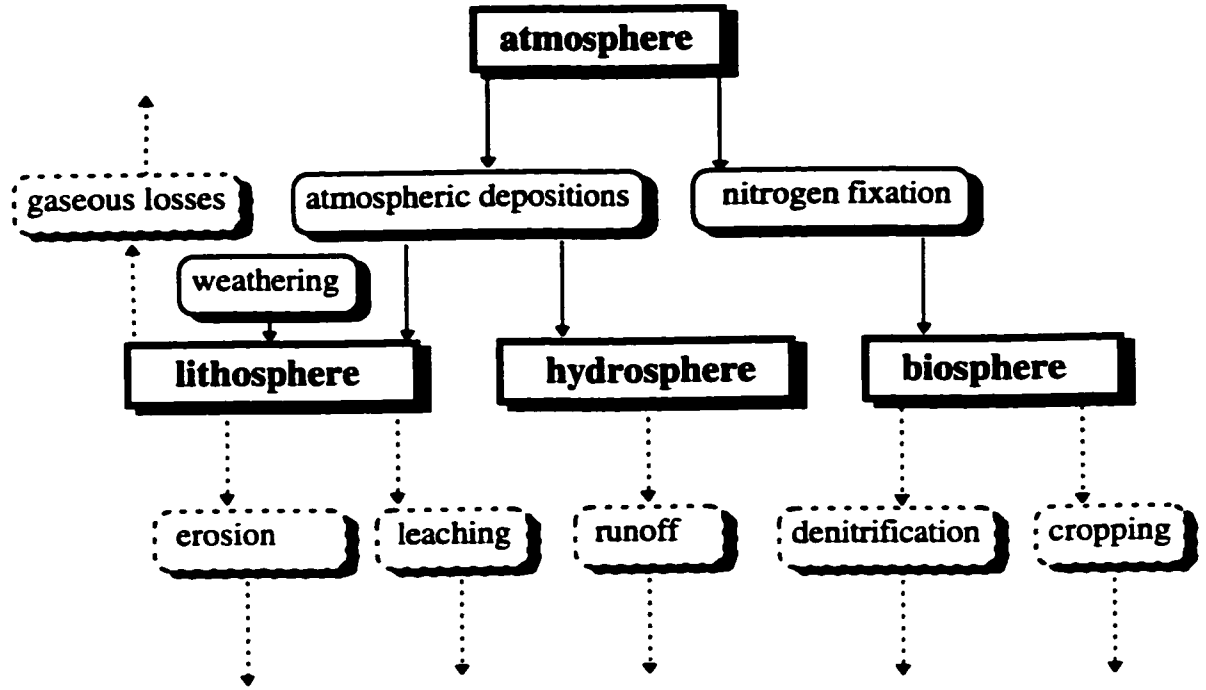 atmosphere
gaseous losses
atmospheric depositions
nitrogen fixation
weathering
lithosphere
hydrosphere
biosphere
erosion
leaching
runoff
denitrification
cropping